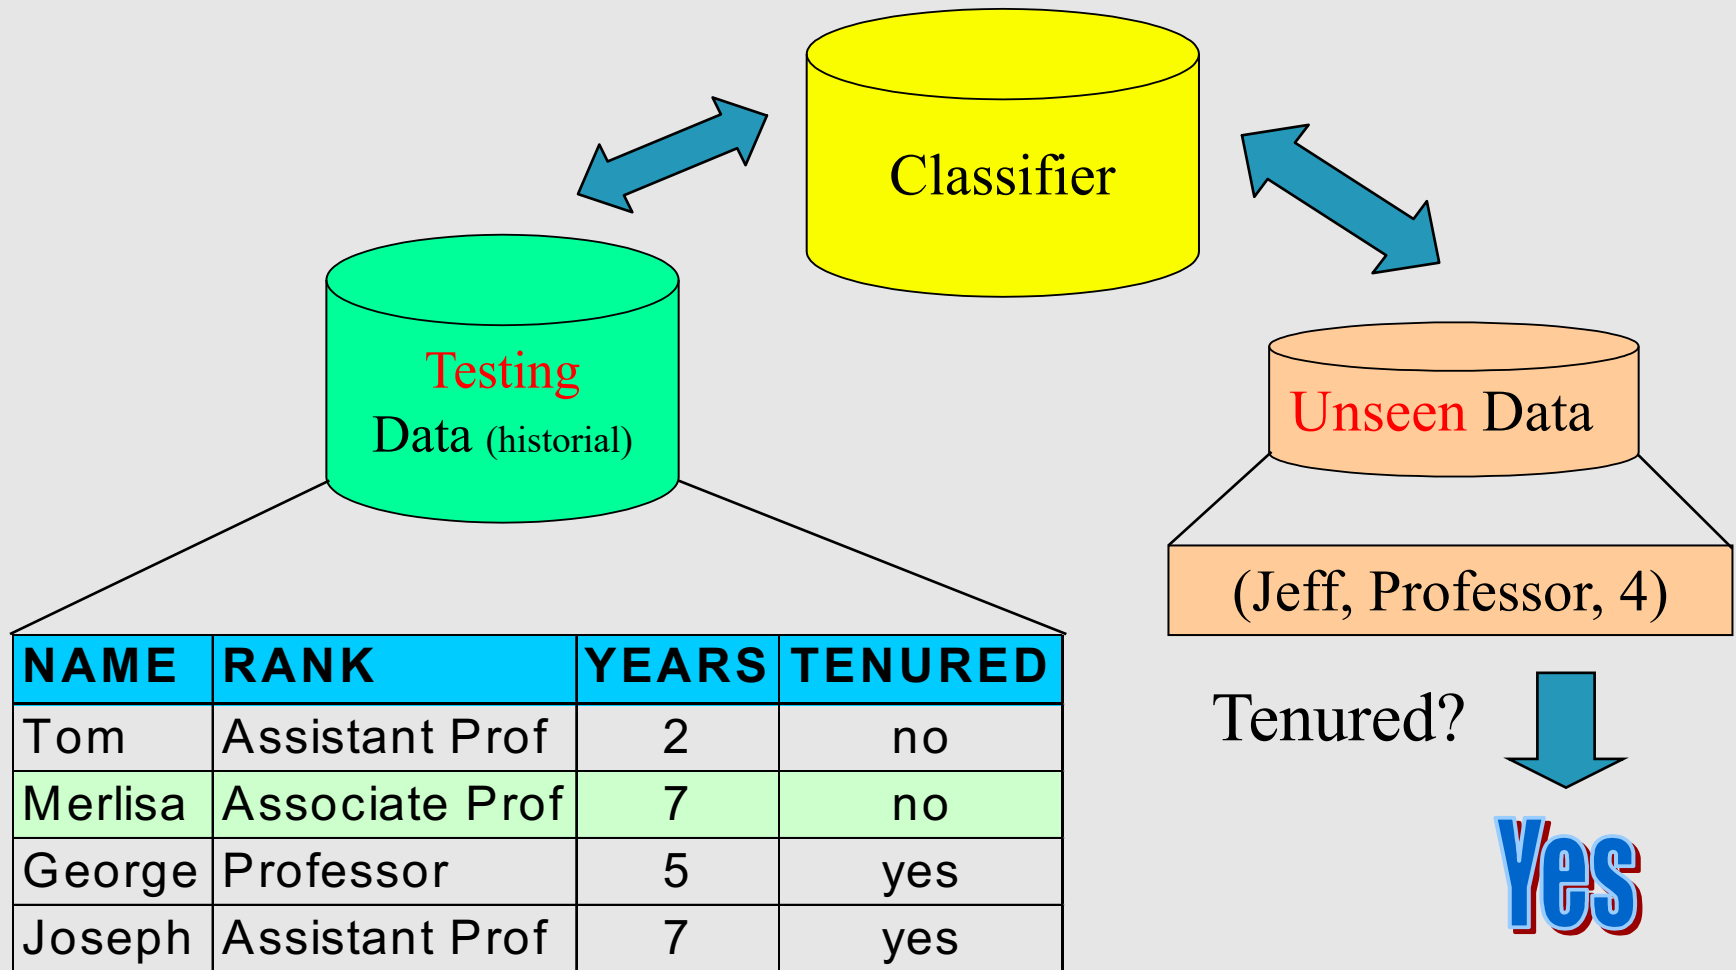 Classifier
Testing
Data (historial)
Unseen Data
(Jeff, Professor, 4)
NAME RANK YEARS TENURED
Tom Assistant Prof 2 no
Merlisa Associate Prof 7 no
George Professor 5 yes
Joseph Assistant Prof 7 yes
Tenured?
Yes